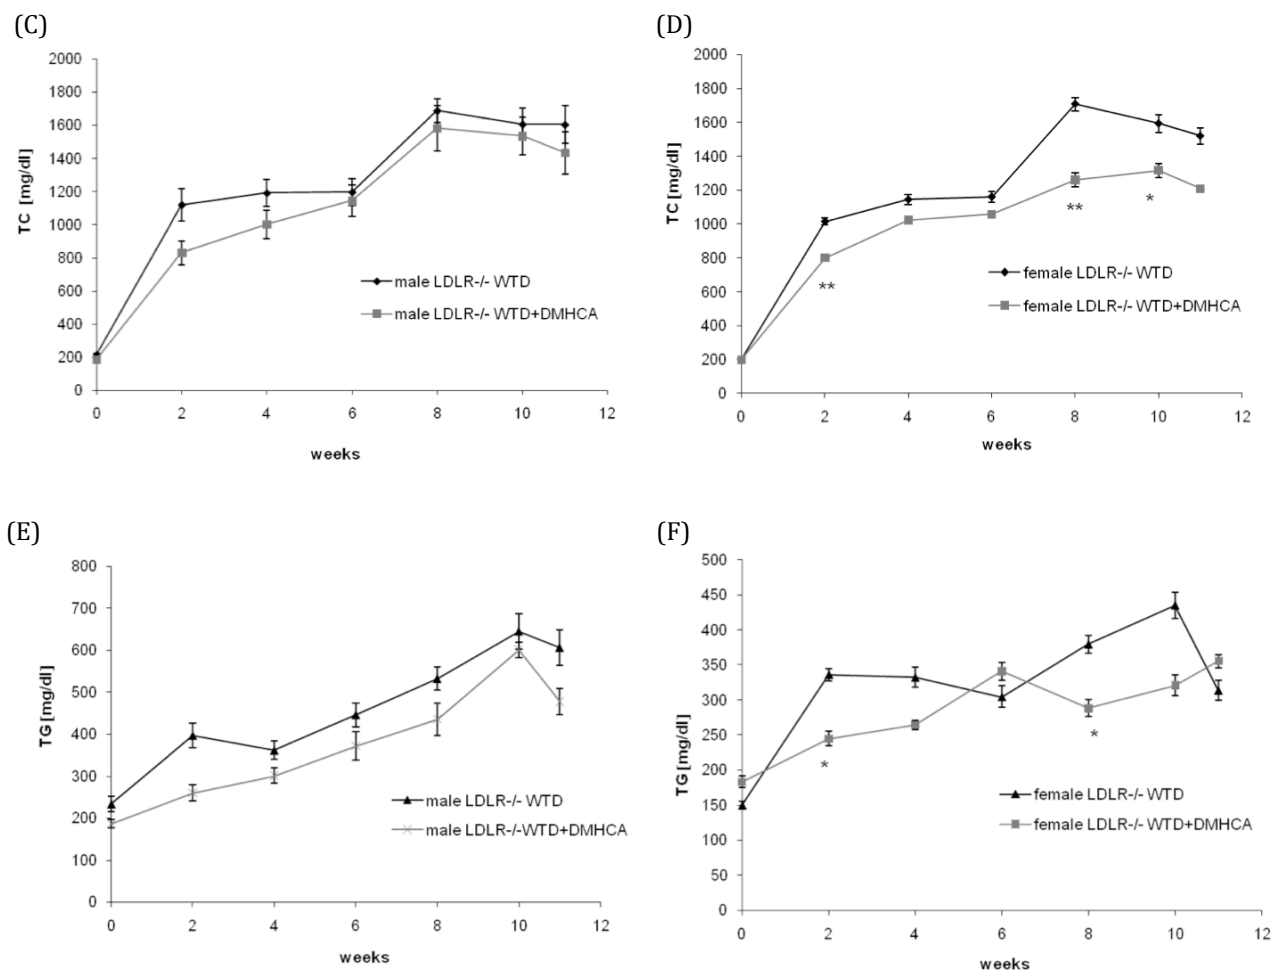 (C)
2000
1800
1600
1400
1200
1000
800
600
400
200
0
TC [mg/dl]
0 2 4 6 8 10 12
weeks
male LDLR-/- WTD
male LDLR-/- WTD+DMHCA
(D)
2000
1800
1600
1400
1200
1000
800
600
400
200
0
TC [mg/dl]
**
**
*
0 2 4 6 8 10 12
weeks
female LDLR-/- WTD
female LDLR-/- WTD+DMHCA
(E)
800
700
600
500
400
300
200
100
0
TG [mg/dl]
0 2 4 6 8 10 12
weeks
male LDLR-/- WTD
male LDLR-/-WTD+DMHCA
(F)
500
450
400
350
300
250
200
150
100
50
0
TG [mg/dl]
*
*
0 2 4 6 8 10 12
weeks
female LDLR-/- WTD
female LDLR-/- WTD+DMHCA